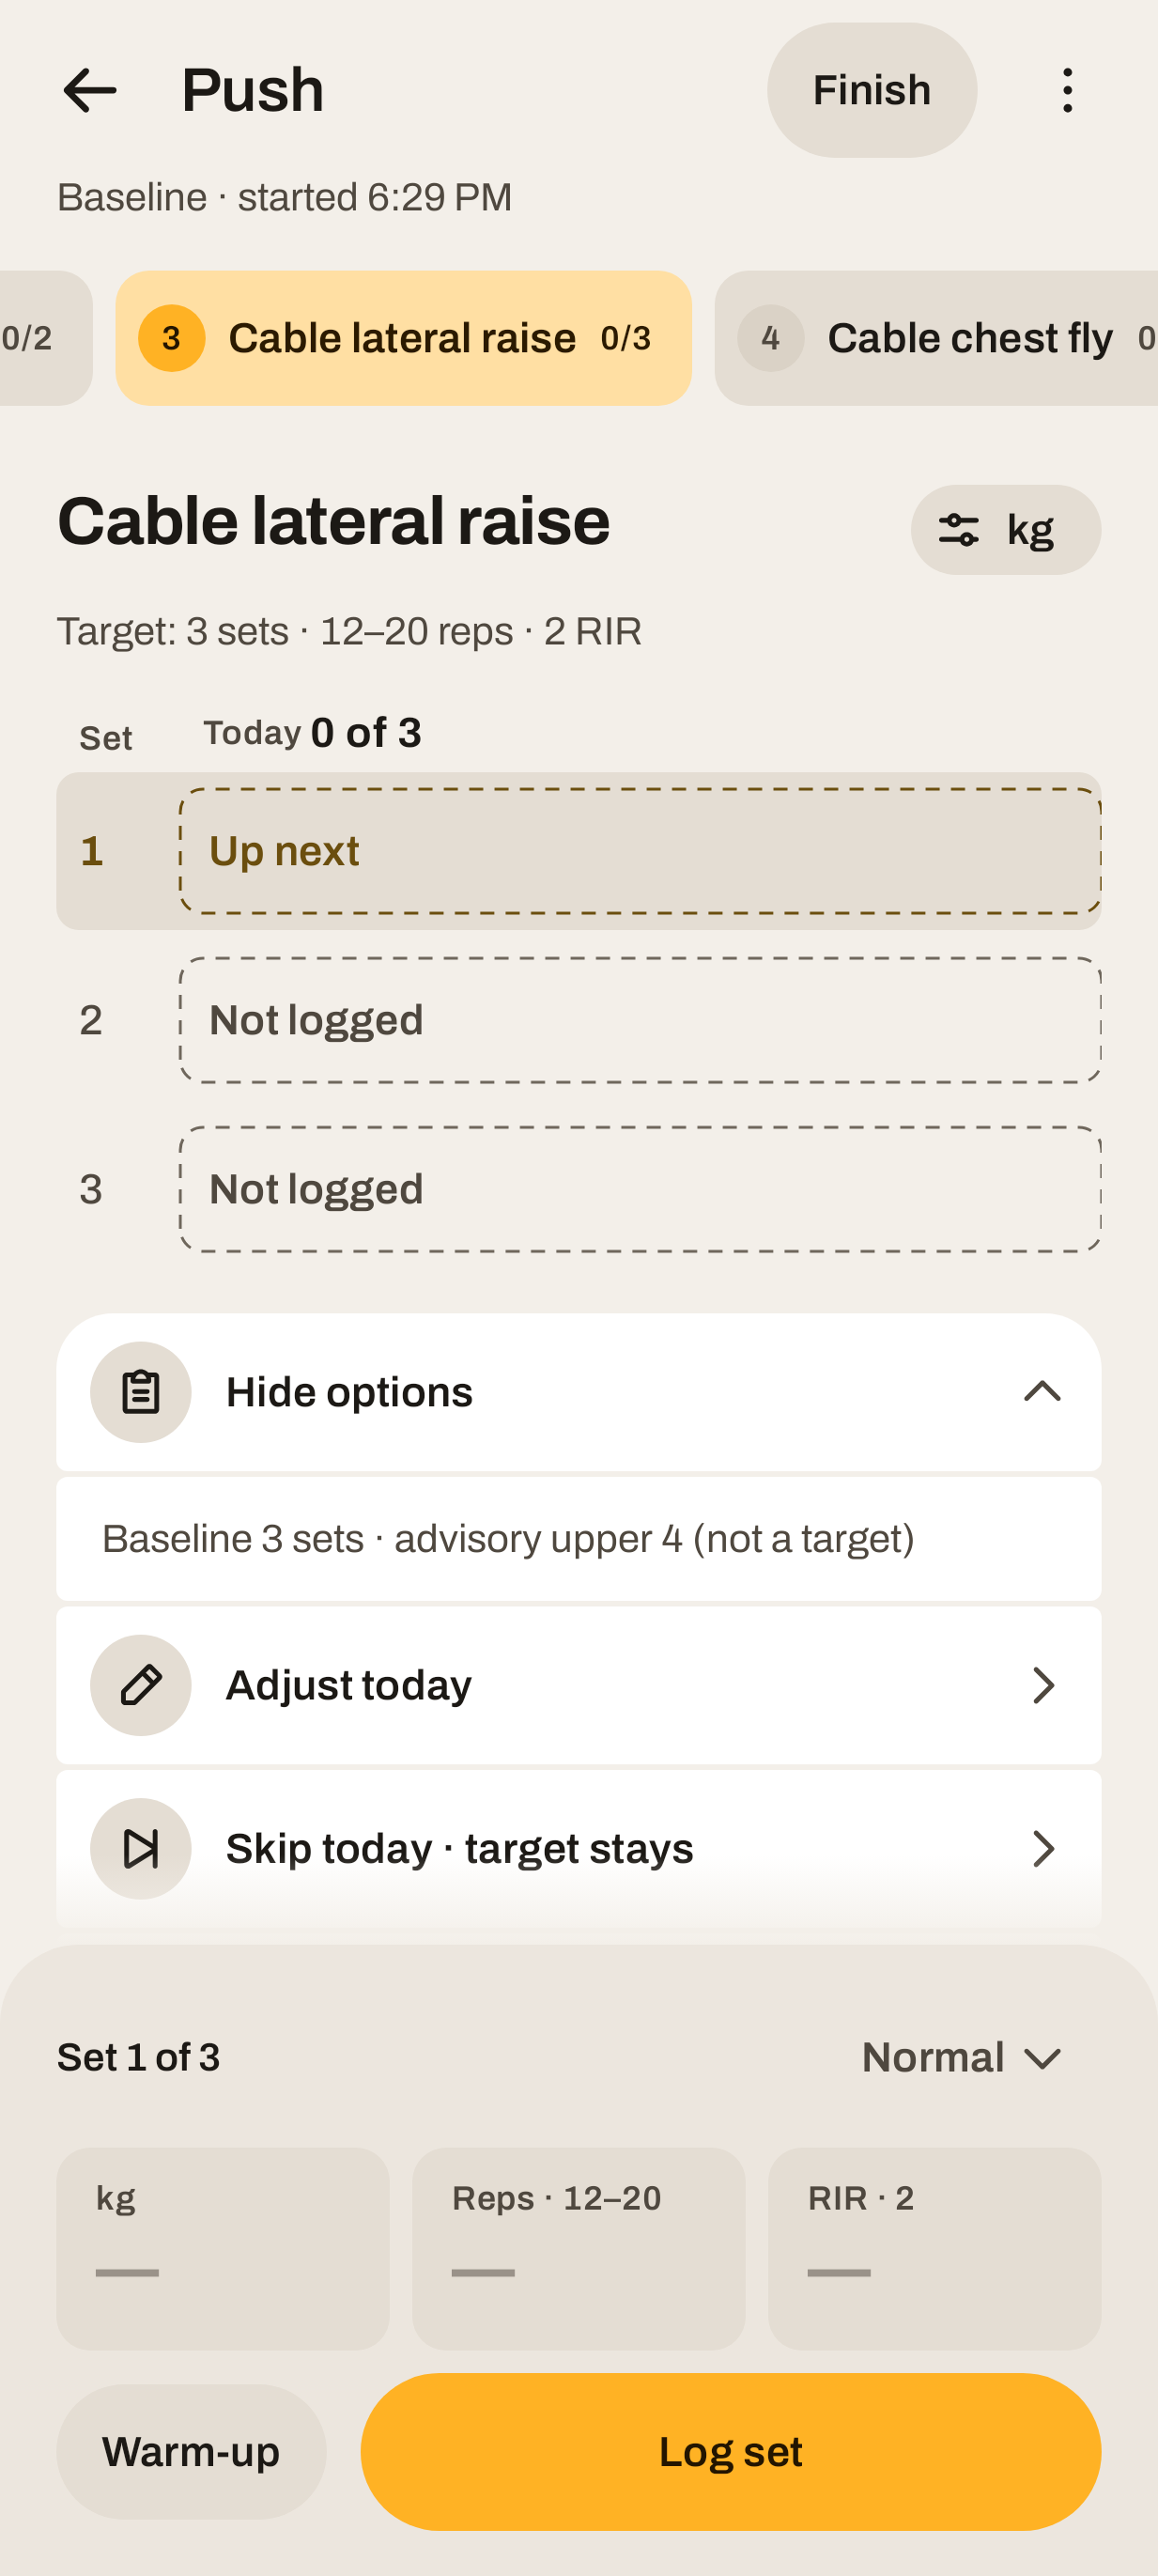 Push
Finish
Baseline · started 6:29 PM
0/2
3 Cable lateral raise 0/3
4 Cable chest fly 0
Cable lateral raise
kg
Target: 3 sets · 12–20 reps · 2 RIR
Set Today 0 of 3
1 Up next
2 Not logged
3 Not logged
Hide options
Baseline 3 sets · advisory upper 4 (not a target)
Adjust today
Skip today · target stays
Set 1 of 3
Normal
kg
Reps · 12–20
RIR · 2
—
—
—
Warm-up
Log set